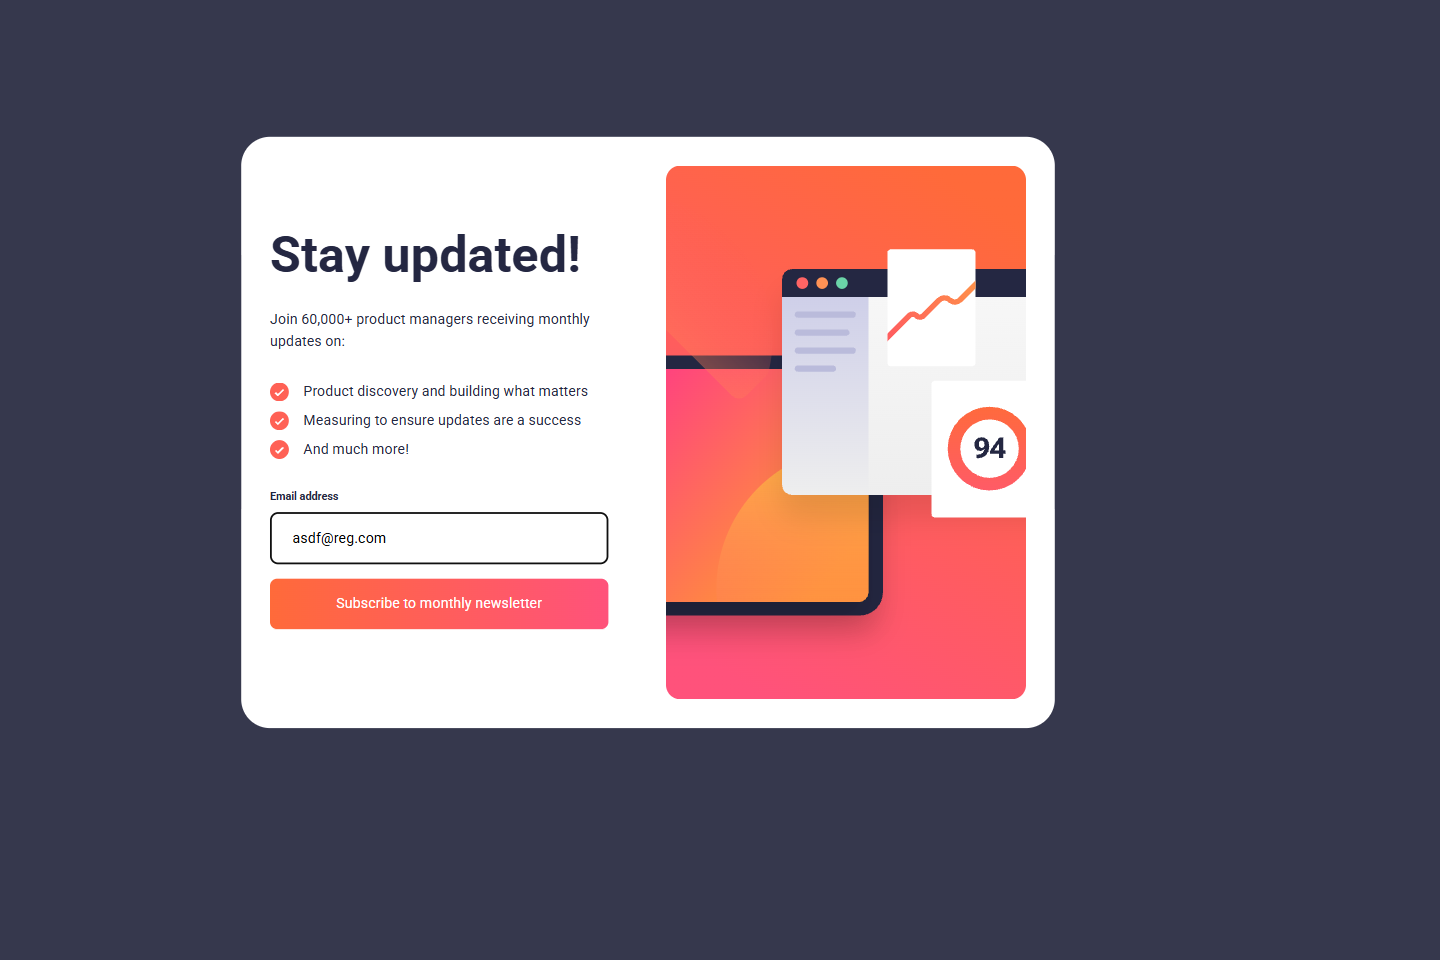 Stay updated!
Join 60,000+ product managers receiving monthly
updates on:
Product discovery and building what matters
Measuring to ensure updates are a success
And much more!
Email address
asdf@reg.com
Subscribe to monthly newsletter
94